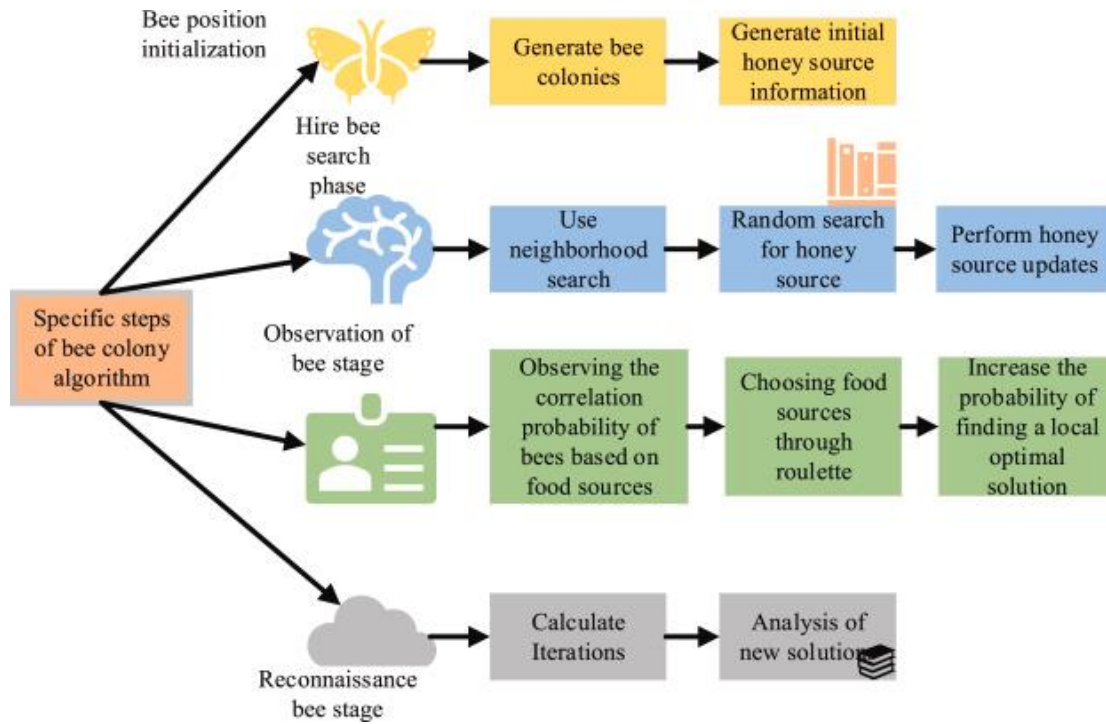 Bee position
initialization
Generate bee
colonies
Generate initial
honey source
information
Hire bee
search
phase
Use
neighborhood
search
Random search
for honey
source
Perform honey
source updates
Specific steps
of bee colony
algorithm
Observation of
bee stage
Observing the
correlation
probability of
bees based on
food sources
Choosing food
sources
through
roulette
Increase the
probability of
finding a local
optimal
solution
Reconnaissance
bee stage
Calculate
Iterations
Analysis of
new solution